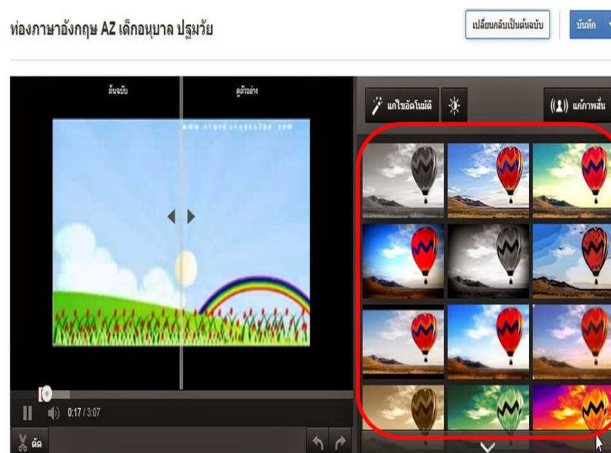 ท่องภาษาอังกฤษ AZ เด็กอนุบาล ปฐมวัย
เปลี่ยนกลับเป็นต้นฉบับ
บันทึก
ต้นฉบับ
ดูตัวอย่าง
แก้ไขอัตโนมัติ
แก้ภาพสั่น
0:17 / 3:07
ตัด